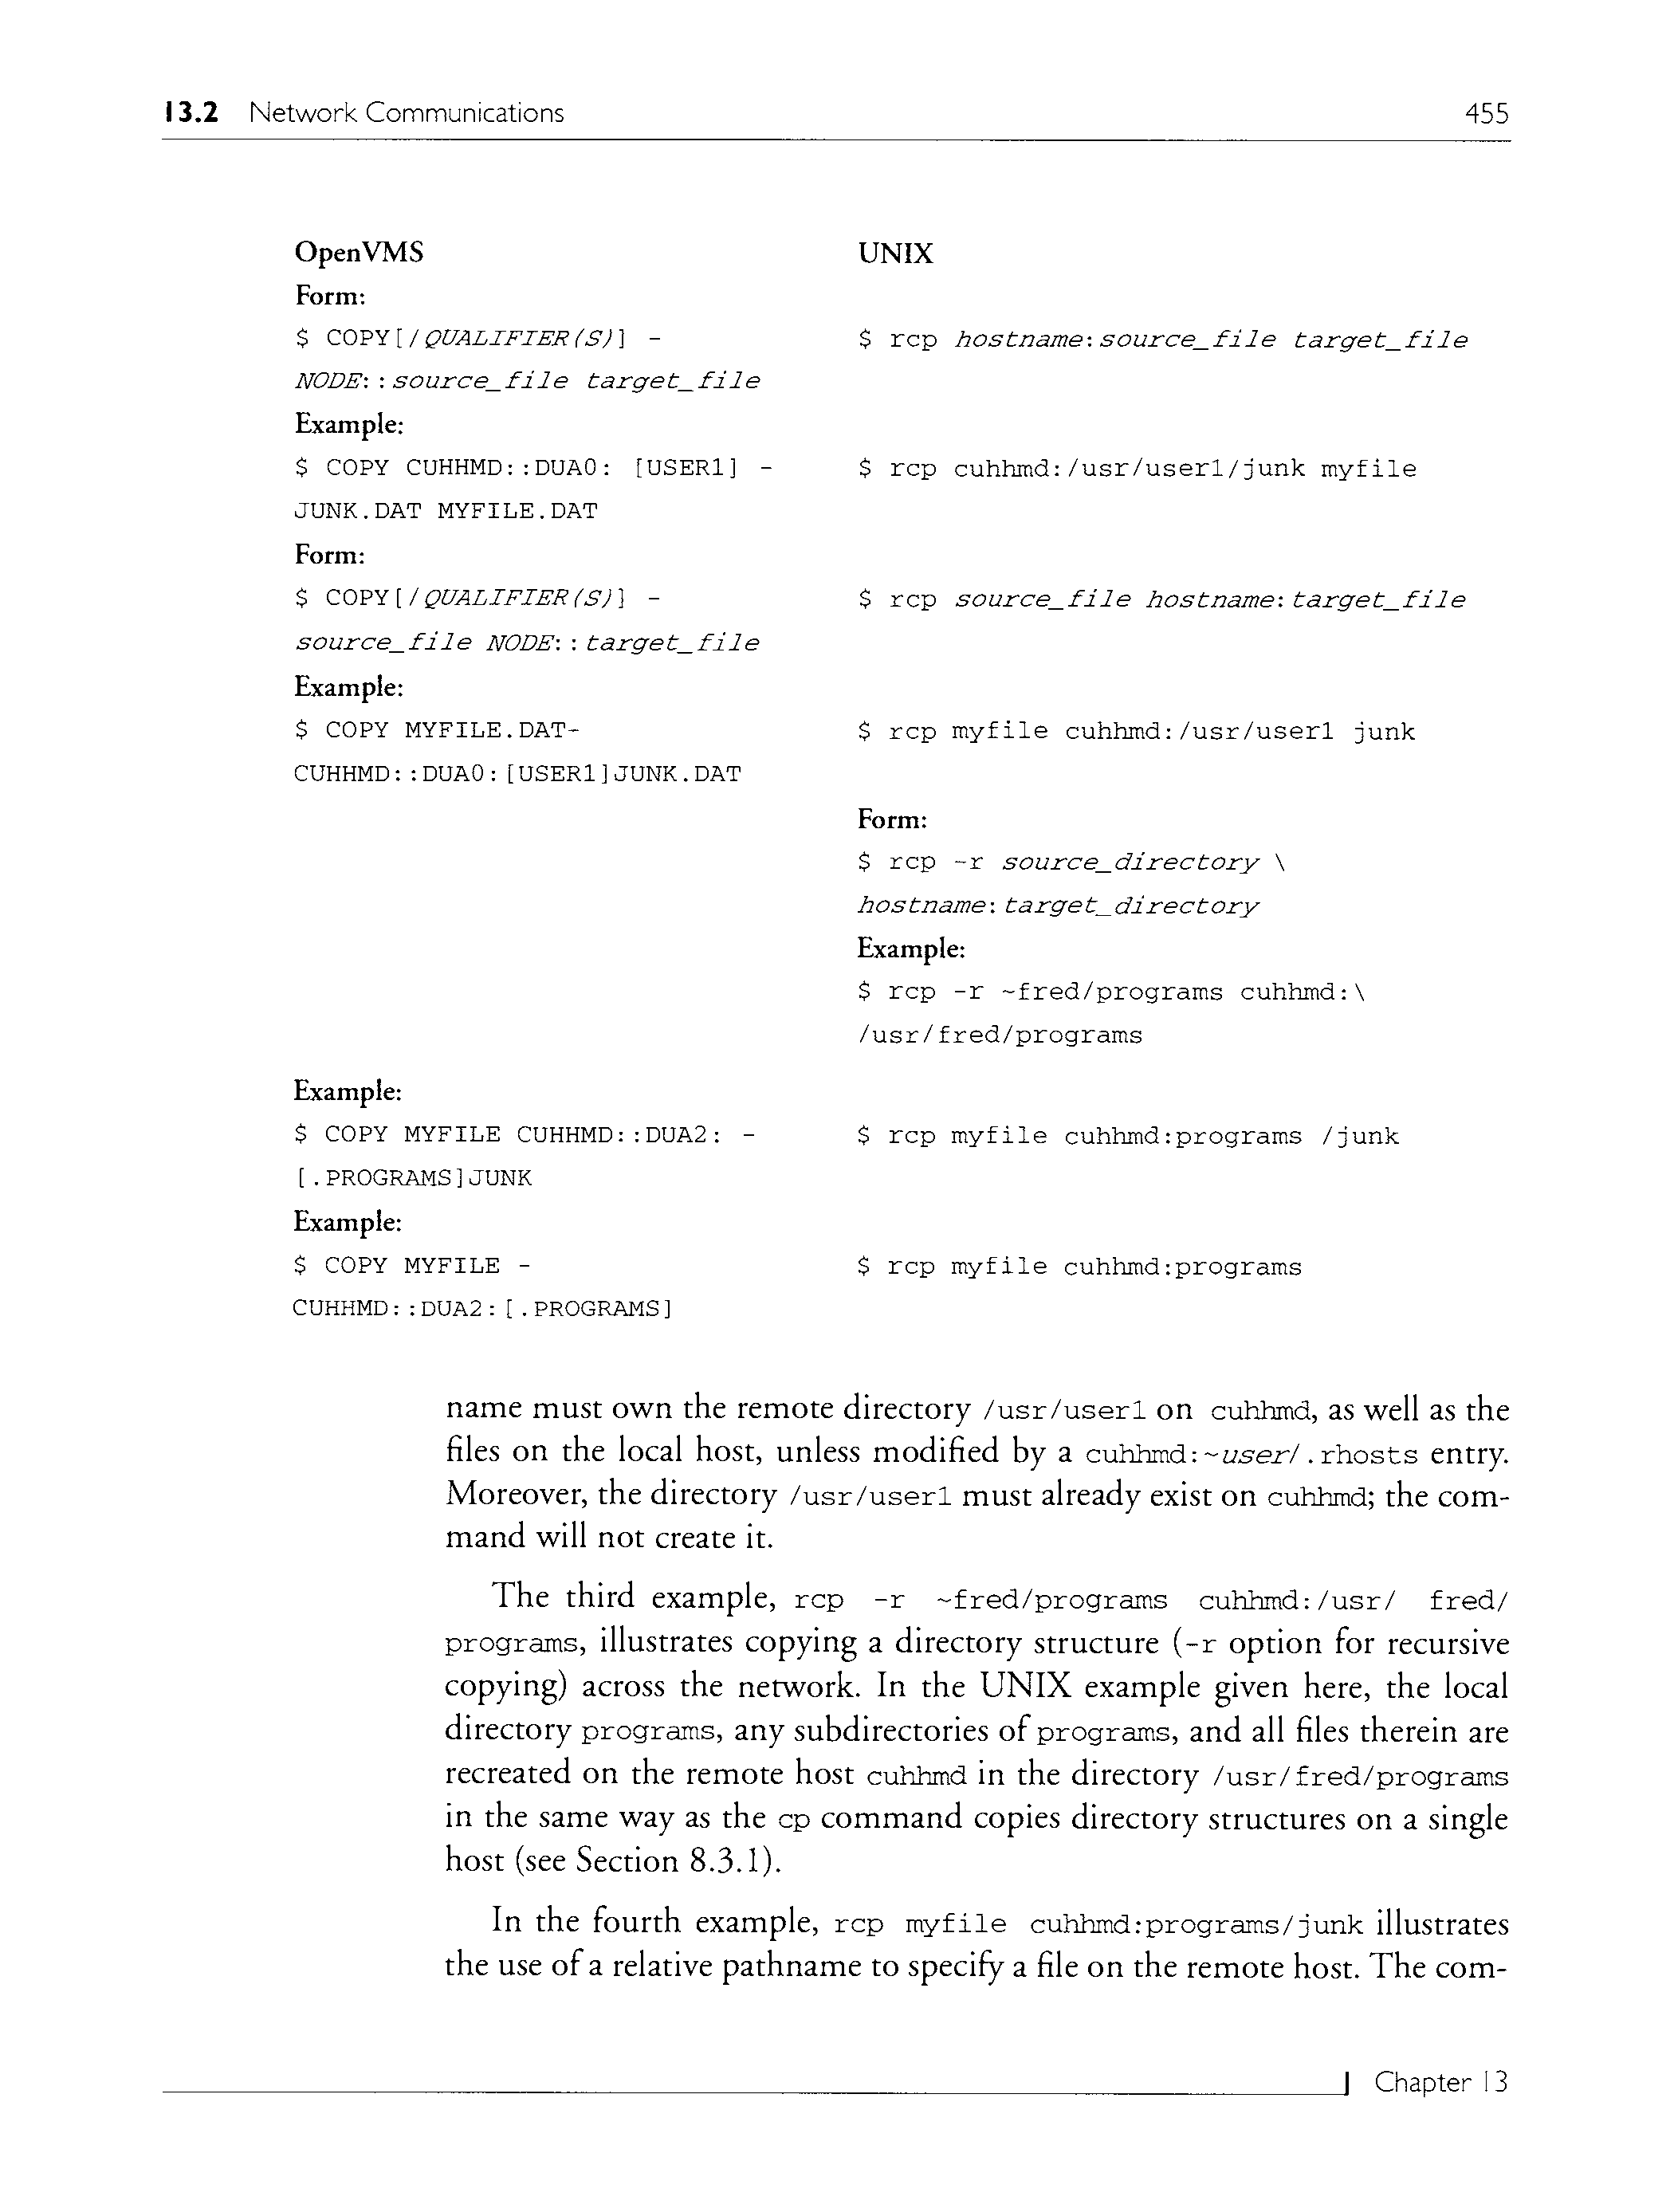 13.2 Network Communications 455
OpenVMS UNIX
Form:
$ COPY[/QUALIFIER(S)] - $ rcp hostname:source_file target_file
NODE::source_file target_file
Example:
$ COPY CUHHMD::DUA0: [USER1] - $ rcp cuhhmd:/usr/user1/junk myfile
JUNK.DAT MYFILE.DAT
Form:
$ COPY[/QUALIFIER(S)] - $ rcp source_file hostname:target_file
source_file NODE::target_file
Example:
$ COPY MYFILE.DAT- $ rcp myfile cuhhmd:/usr/user1 junk
CUHHMD::DUA0:[USER1]JUNK.DAT
Form:
$ rcp -r source_directory \
hostname:target_directory
Example:
$ rcp -r ~fred/programs cuhhmd:\
/usr/fred/programs
Example:
$ COPY MYFILE CUHHMD::DUA2: - $ rcp myfile cuhhmd:programs /junk
[.PROGRAMS]JUNK
Example:
$ COPY MYFILE - $ rcp myfile cuhhmd:programs
CUHHMD::DUA2:[.PROGRAMS]
name must own the remote directory /usr/user1 on cuhhmd, as well as the
files on the local host, unless modified by a cuhhmd:~user/.rhosts entry.
Moreover, the directory /usr/user1 must already exist on cuhhmd; the com-
mand will not create it.
The third example, rcp -r ~fred/programs cuhhmd:/usr/ fred/
programs, illustrates copying a directory structure (-r option for recursive
copying) across the network. In the UNIX example given here, the local
directory programs, any subdirectories of programs, and all files therein are
recreated on the remote host cuhhmd in the directory /usr/fred/programs
in the same way as the cp command copies directory structures on a single
host (see Section 8.3.1).
In the fourth example, rcp myfile cuhhmd:programs/junk illustrates
the use of a relative pathname to specify a file on the remote host. The com-
Chapter 13